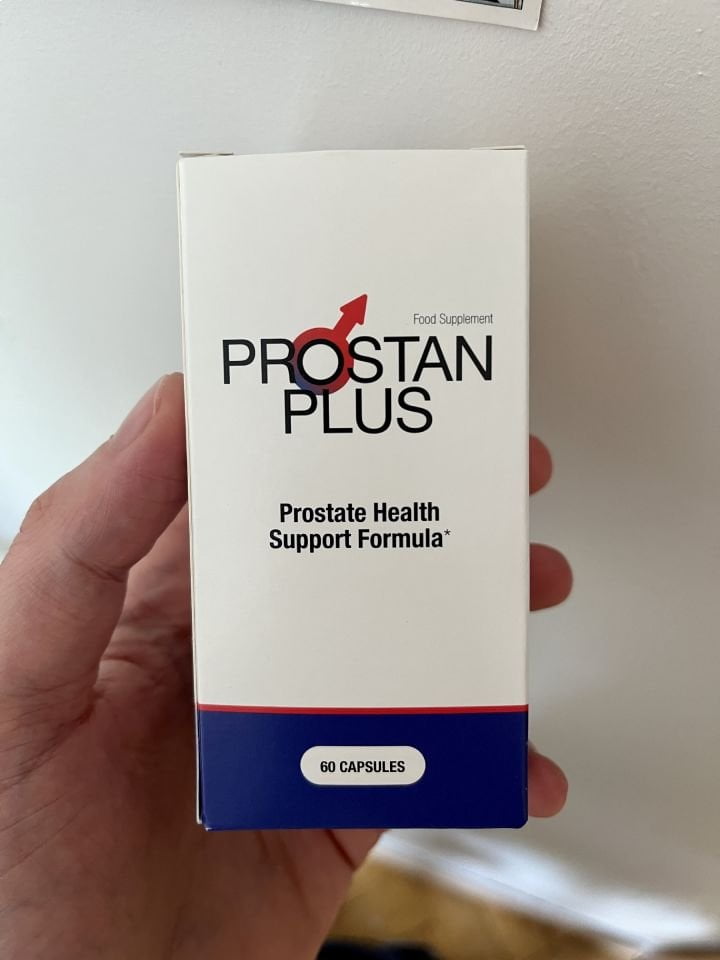 Food Supplement
PROSTAN
PLUS
Prostate Health
Support Formula*
60 CAPSULES